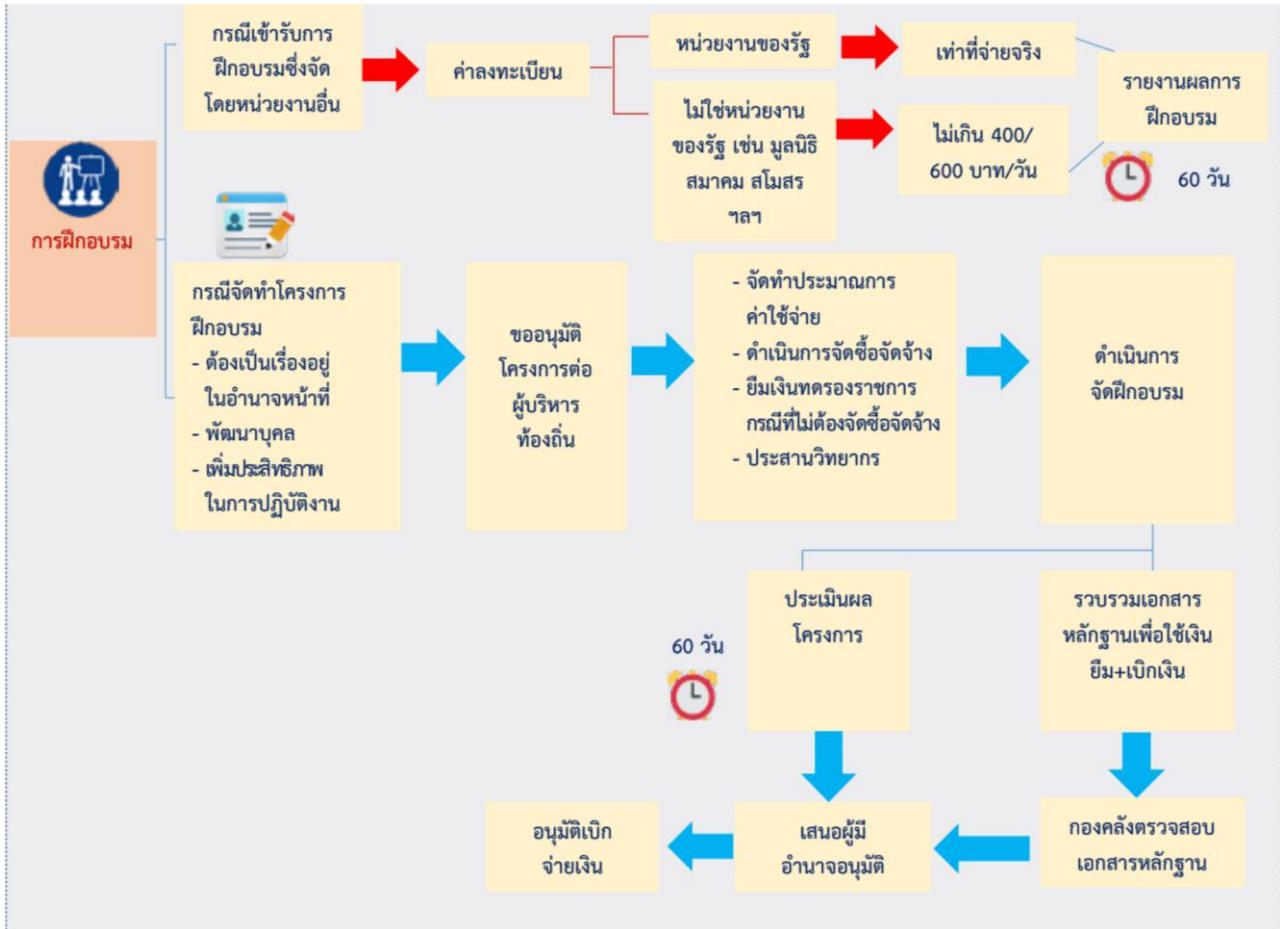 การฝึกอบรม
กรณีเข้ารับการ
ฝึกอบรมซึ่งจัด
โดยหน่วยงานอื่น
ค่าลงทะเบียน
หน่วยงานของรัฐ
เท่าที่จ่ายจริง
ไม่ใช่หน่วยงาน
ของรัฐ เช่น มูลนิธิ
สมาคม สโมสร
ฯลฯ
ไม่เกิน 400/
600 บาท/วัน
รายงานผลการ
ฝึกอบรม
60 วัน
กรณีจัดทำโครงการ
ฝึกอบรม
- ต้องเป็นเรื่องอยู่
ในอำนาจหน้าที่
- พัฒนาบุคล
- เพิ่มประสิทธิภาพ
ในการปฏิบัติงาน
ขออนุมัติ
โครงการต่อ
ผู้บริหาร
ท้องถิ่น
- จัดทำประมาณการ
ค่าใช้จ่าย
- ดำเนินการจัดซื้อจัดจ้าง
- ยืมเงินทดรองราชการ
กรณีที่ไม่ต้องจัดซื้อจัดจ้าง
- ประสานวิทยากร
ดำเนินการ
จัดฝึกอบรม
ประเมินผล
โครงการ
60 วัน
รวบรวมเอกสาร
หลักฐานเพื่อใช้เงิน
ยืม+เบิกเงิน
กองคลังตรวจสอบ
เอกสารหลักฐาน
เสนอผู้มี
อำนาจอนุมัติ
อนุมัติเบิก
จ่ายเงิน